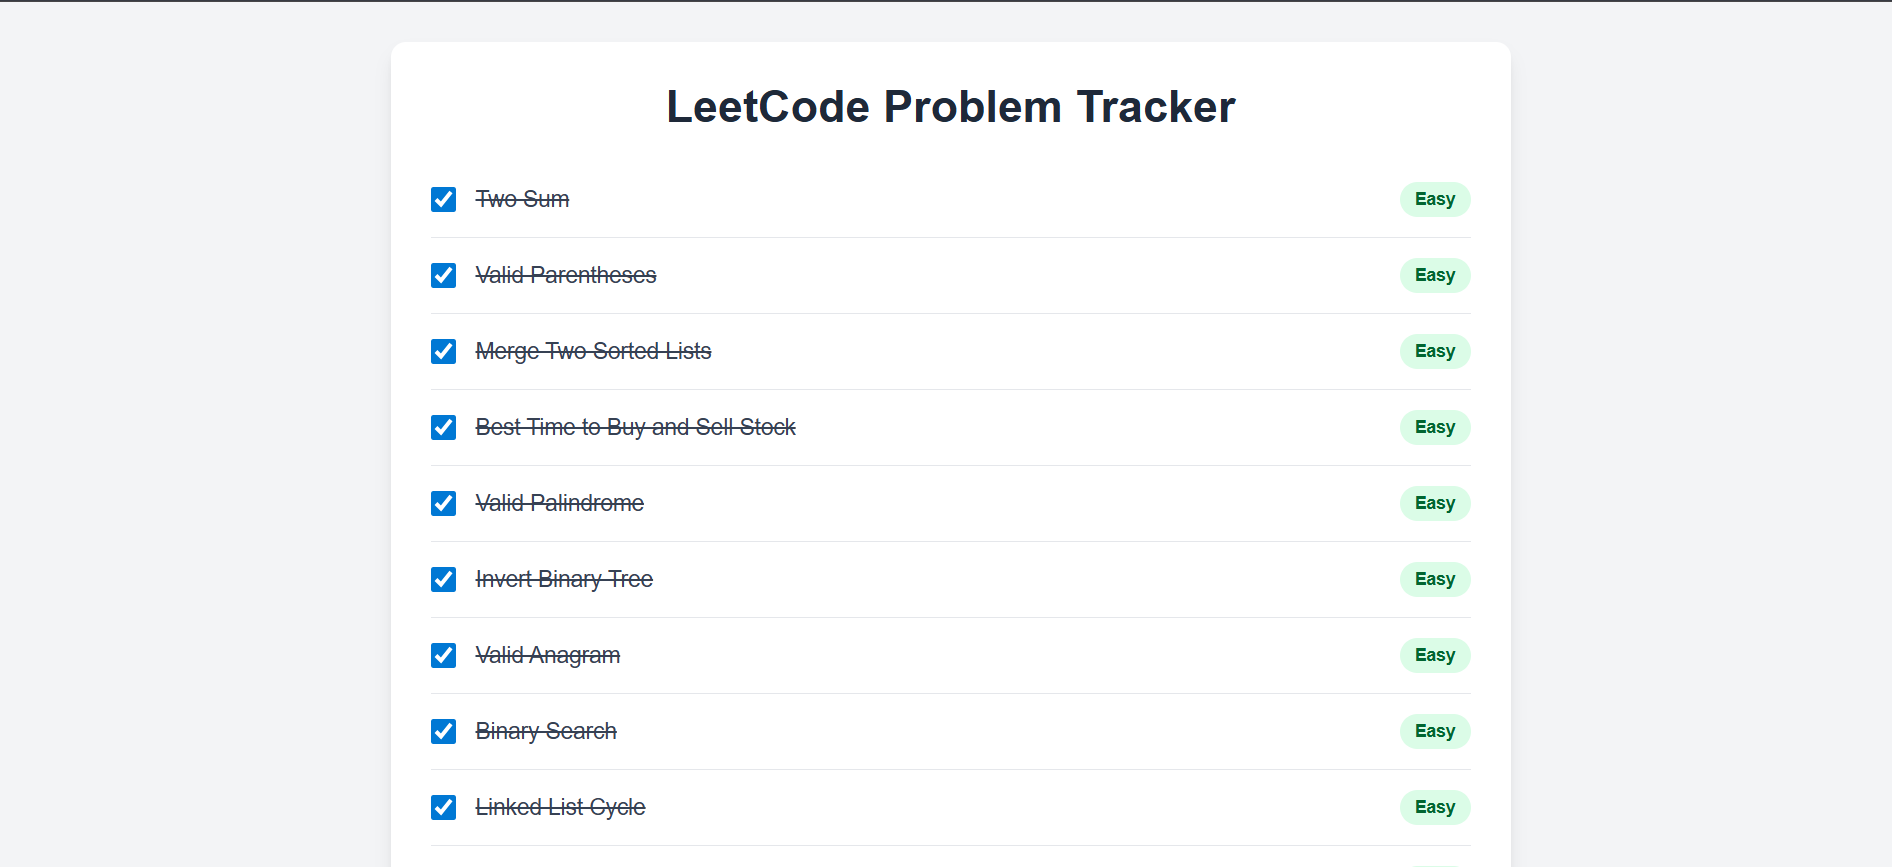 LeetCode Problem Tracker
Two Sum Easy
Valid Parentheses Easy
Merge Two Sorted Lists Easy
Best Time to Buy and Sell Stock Easy
Valid Palindrome Easy
Invert Binary Tree Easy
Valid Anagram Easy
Binary Search Easy
Linked List Cycle Easy